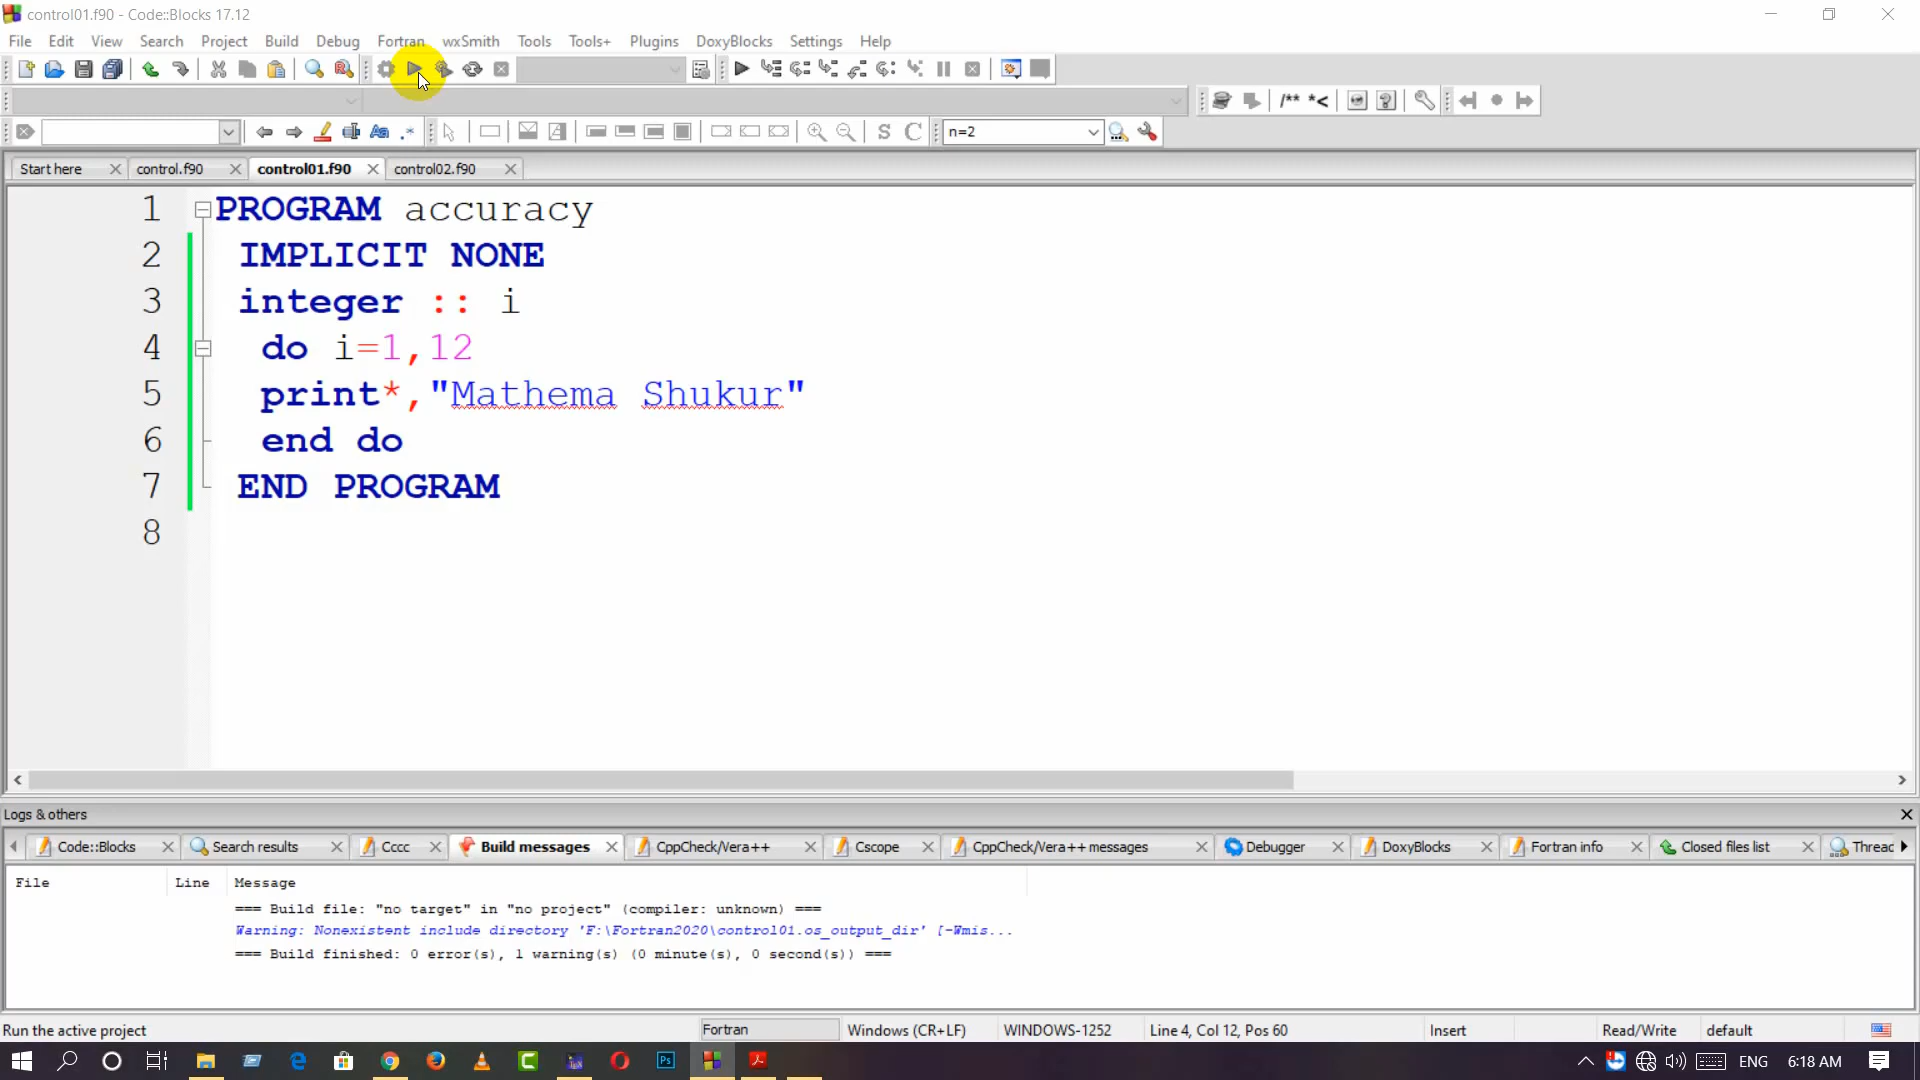 control01.f90 - Code::Blocks 17.12
File Edit View Search Project Build Debug Fortran wxSmith Tools Tools+ Plugins DoxyBlocks Settings Help
/** *<
n=2
Start here control.f90 control01.f90 control02.f90
1 PROGRAM accuracy
2 IMPLICIT NONE
3 integer :: i
4 do i=1,12
5 print*,"Mathema Shukur"
6 end do
7 END PROGRAM
8
Logs & others
Code::Blocks Search results Cccc Build messages CppCheck/Vera++ Cscope CppCheck/Vera++ messages Debugger DoxyBlocks Fortran info Closed files list Threac
File Line Message
=== Build file: "no target" in "no project" (compiler: unknown) ===
Warning: Nonexistent include directory 'F:\Fortran2020\control01.os_output_dir' [-Wmis...
=== Build finished: 0 error(s), 1 warning(s) (0 minute(s), 0 second(s)) ===
Run the active project Fortran Windows (CR+LF) WINDOWS-1252 Line 4, Col 12, Pos 60 Insert Read/Write default
ENG 6:18 AM